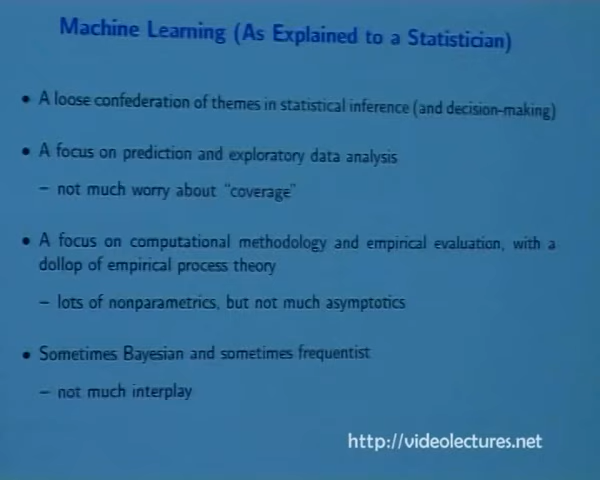 Machine Learning (As Explained to a Statistician)
• A loose confederation of themes in statistical inference (and decision-making)
• A focus on prediction and exploratory data analysis
– not much worry about “coverage”
• A focus on computational methodology and empirical evaluation, with a
dollop of empirical process theory
– lots of nonparametrics, but not much asymptotics
• Sometimes Bayesian and sometimes frequentist
– not much interplay
http://videolectures.net